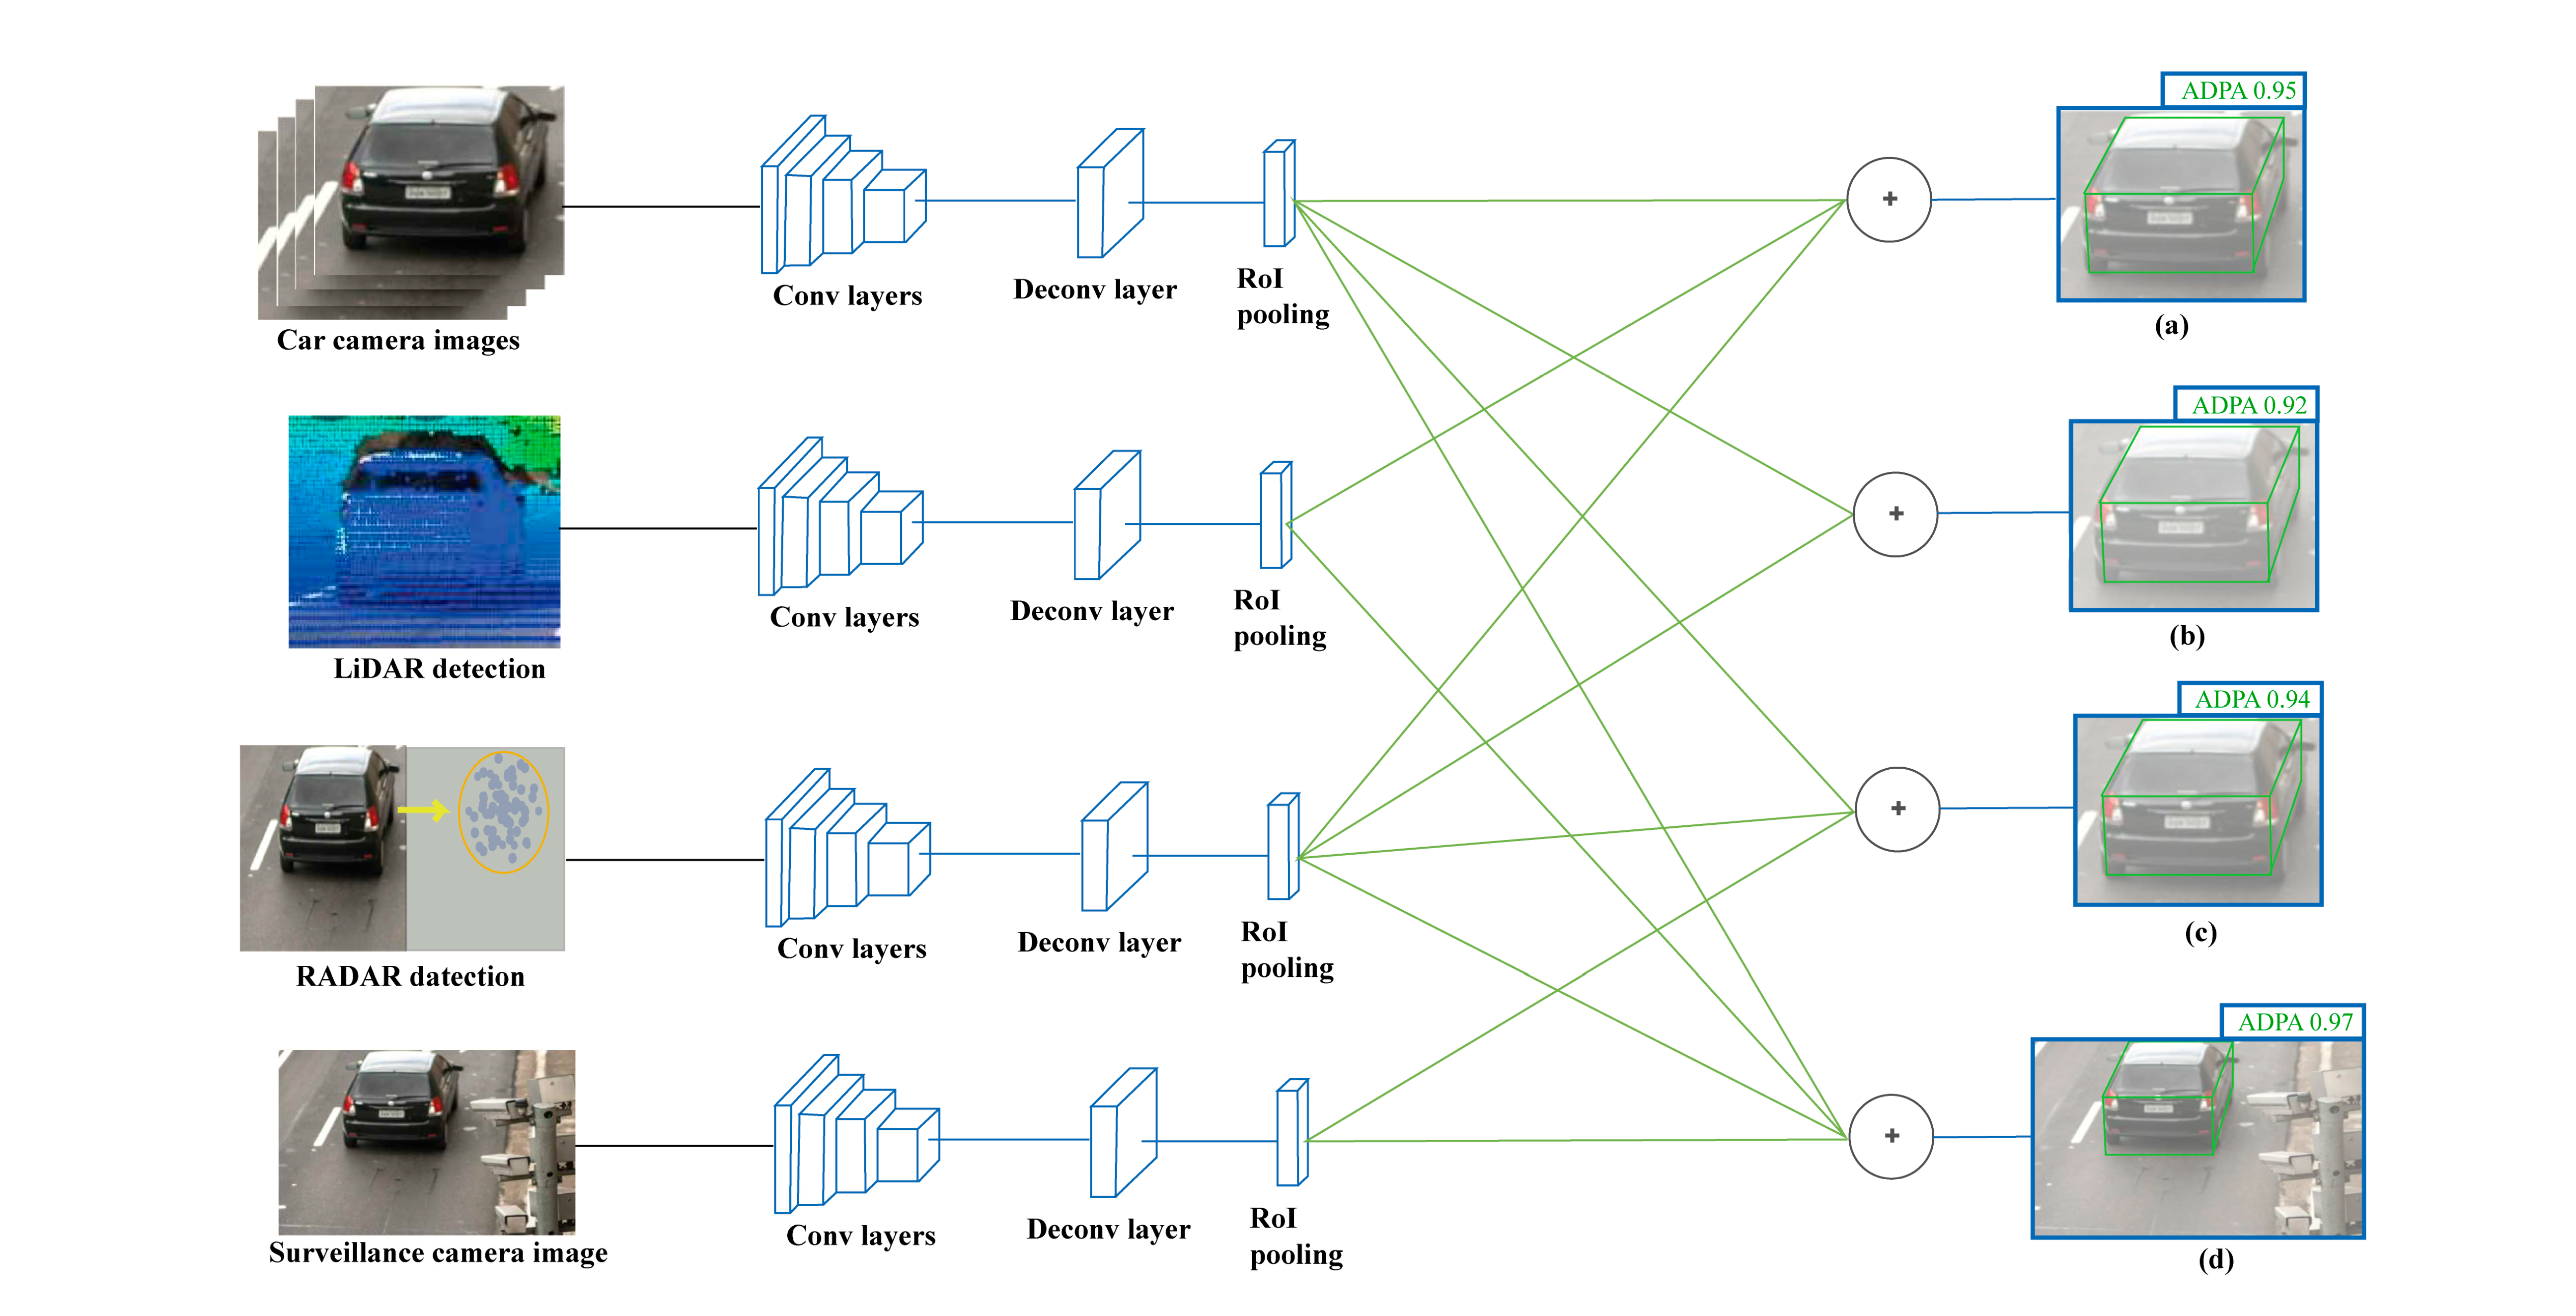 ADPA 0.95
Conv layers
Deconv layer
RoI
pooling
Car camera images
(a)
ADPA 0.92
Conv layers
Deconv layer
RoI
pooling
LiDAR detection
(b)
ADPA 0.94
Conv layers
Deconv layer
RoI
pooling
RADAR datection
(c)
ADPA 0.97
Conv layers
Deconv layer
RoI
pooling
Surveillance camera image
(d)